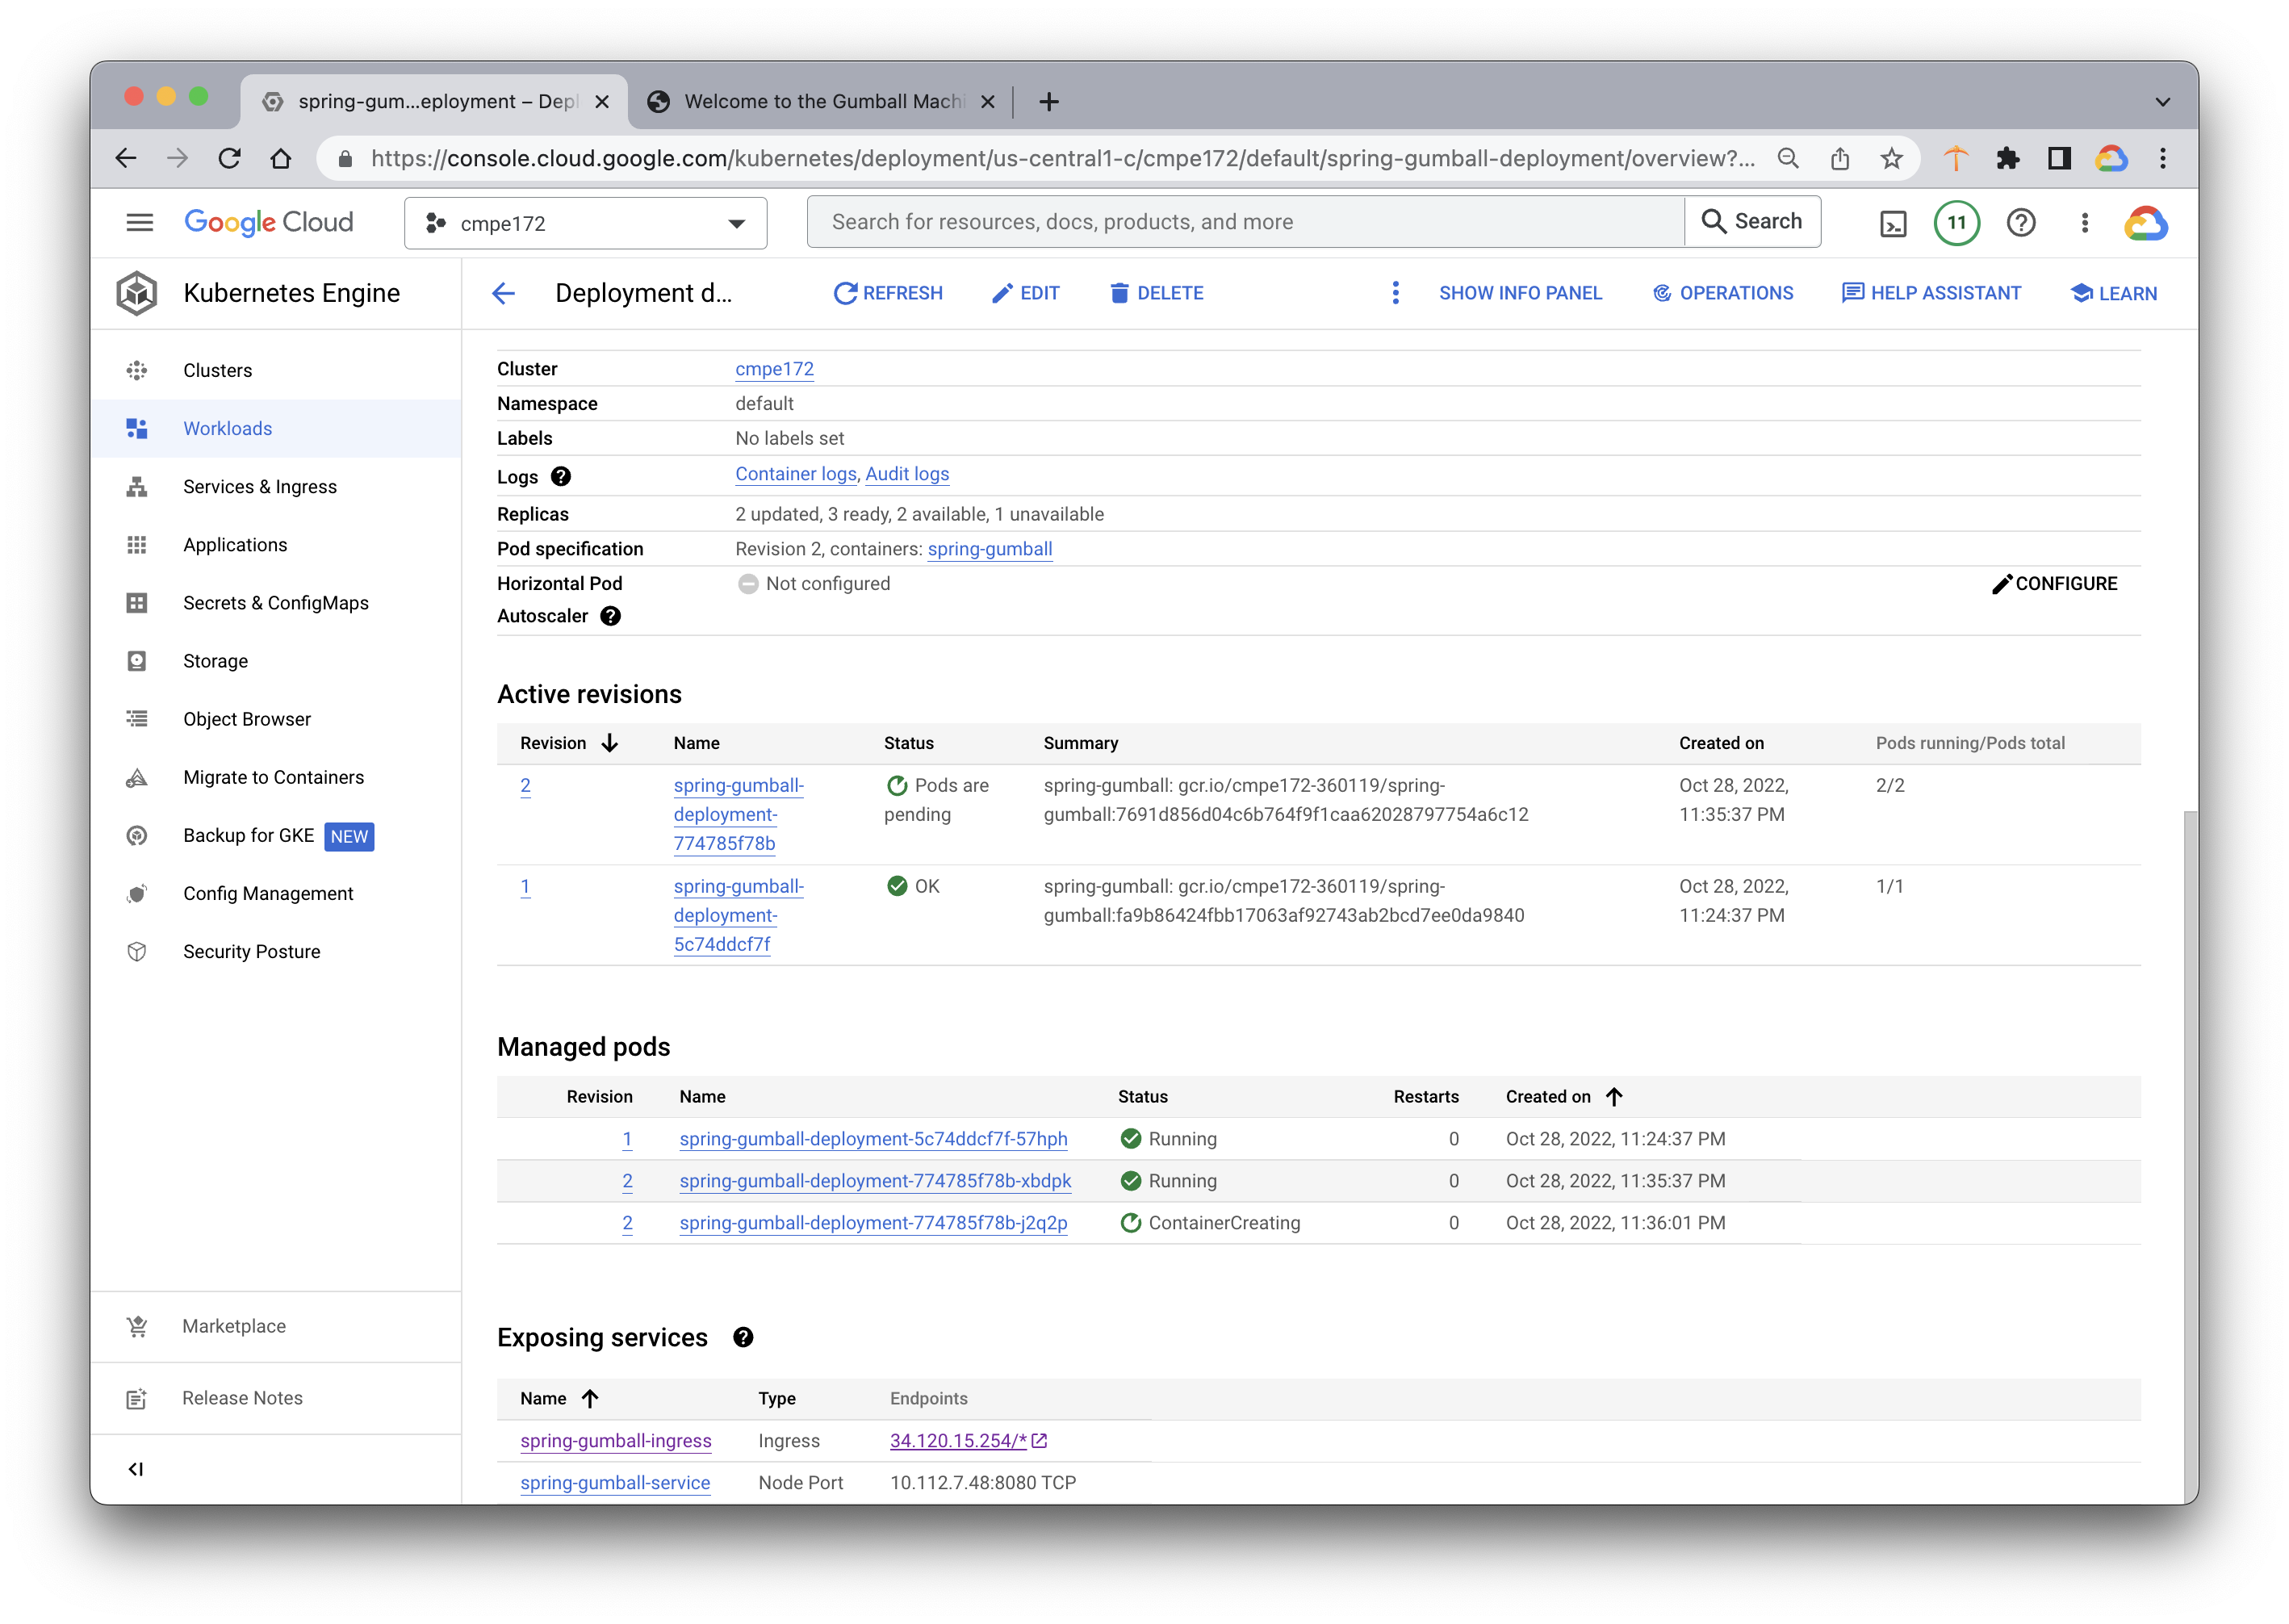 spring-gum...eployment – Depl
Welcome to the Gumball Machi
https://console.cloud.google.com/kubernetes/deployment/us-central1-c/cmpe172/default/spring-gumball-deployment/overview?...
Google Cloud
cmpe172
Search for resources, docs, products, and more
Search
11
Kubernetes Engine
Deployment d...
REFRESH
EDIT
DELETE
SHOW INFO PANEL
OPERATIONS
HELP ASSISTANT
LEARN
Clusters
Workloads
Services & Ingress
Applications
Secrets & ConfigMaps
Storage
Object Browser
Migrate to Containers
Backup for GKE NEW
Config Management
Security Posture
Marketplace
Release Notes
Cluster cmpe172
Namespace default
Labels No labels set
Logs Container logs, Audit logs
Replicas 2 updated, 3 ready, 2 available, 1 unavailable
Pod specification Revision 2, containers: spring-gumball
Horizontal Pod Not configured CONFIGURE
Autoscaler
Active revisions
Revision Name Status Summary Created on Pods running/Pods total
2 spring-gumball- Pods are spring-gumball: gcr.io/cmpe172-360119/spring- Oct 28, 2022, 2/2
deployment- pending gumball:7691d856d04c6b764f9f1caa62028797754a6c12 11:35:37 PM
774785f78b
1 spring-gumball- OK spring-gumball: gcr.io/cmpe172-360119/spring- Oct 28, 2022, 1/1
deployment- gumball:fa9b86424fbb17063af92743ab2bcd7ee0da9840 11:24:37 PM
5c74ddcf7f
Managed pods
Revision Name Status Restarts Created on
1 spring-gumball-deployment-5c74ddcf7f-57hph Running 0 Oct 28, 2022, 11:24:37 PM
2 spring-gumball-deployment-774785f78b-xbdpk Running 0 Oct 28, 2022, 11:35:37 PM
2 spring-gumball-deployment-774785f78b-j2q2p ContainerCreating 0 Oct 28, 2022, 11:36:01 PM
Exposing services
Name Type Endpoints
spring-gumball-ingress Ingress 34.120.15.254/*
spring-gumball-service Node Port 10.112.7.48:8080 TCP